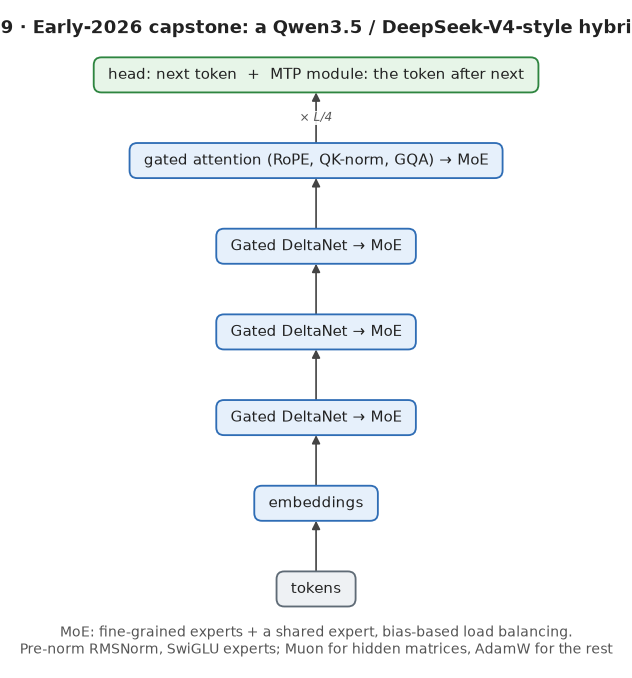 9 · Early-2026 capstone: a Qwen3.5 / DeepSeek-V4-style hybri
head: next token + MTP module: the token after next
× L/4
gated attention (RoPE, QK-norm, GQA) → MoE
Gated DeltaNet → MoE
Gated DeltaNet → MoE
Gated DeltaNet → MoE
embeddings
tokens
MoE: fine-grained experts + a shared expert, bias-based load balancing.
Pre-norm RMSNorm, SwiGLU experts; Muon for hidden matrices, AdamW for the rest